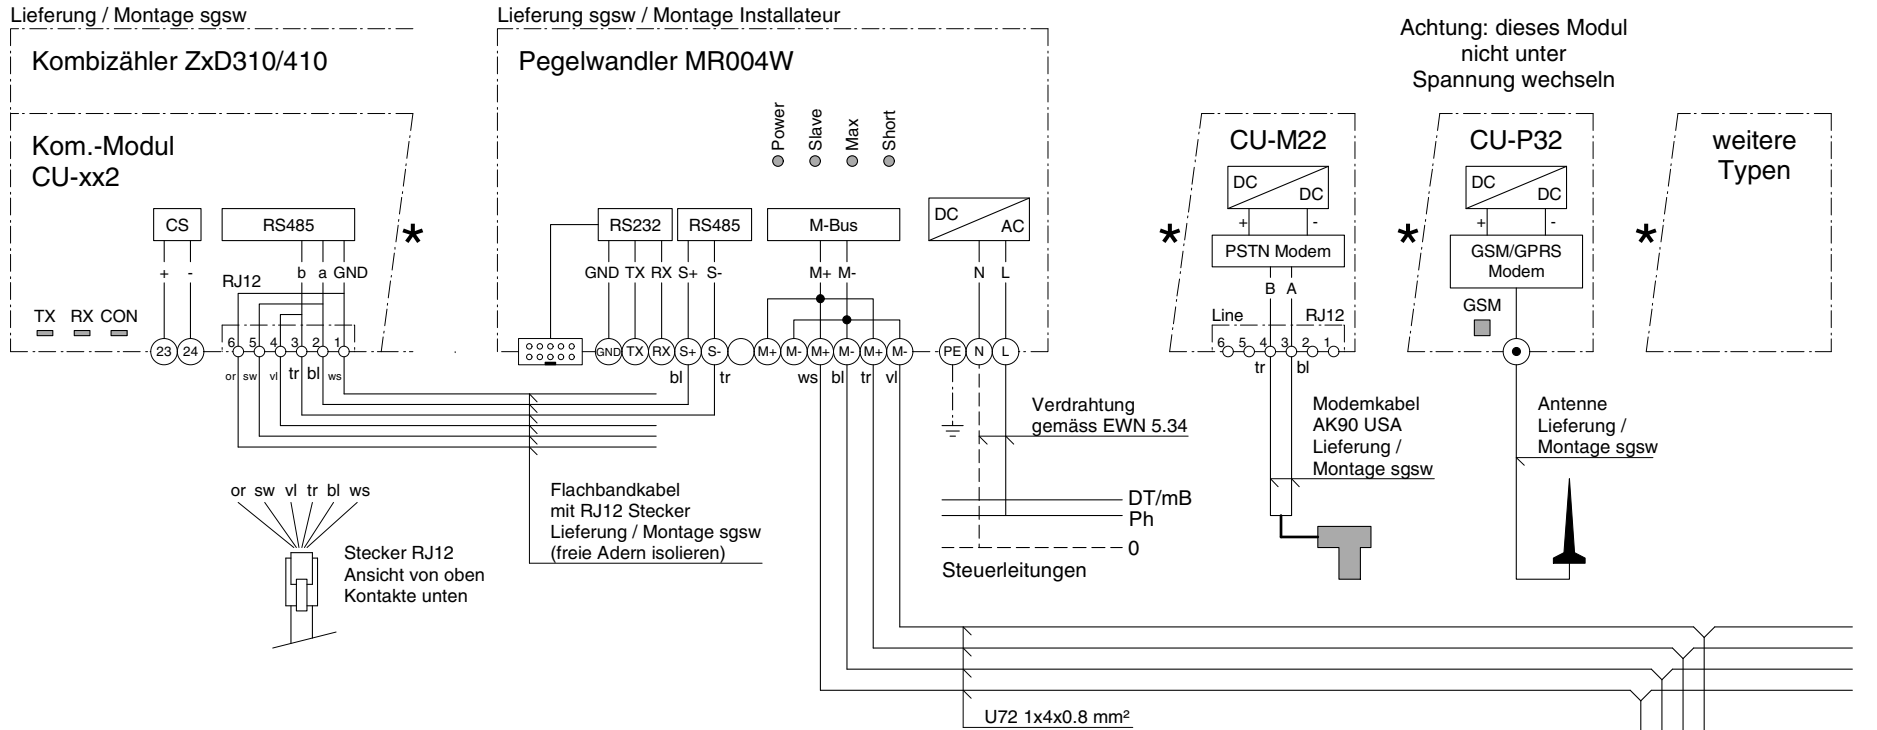 Lieferung / Montage sgsw
Kombizähler ZxD310/410
Kom.-Modul
CU-xx2
CS
RS485
+ -
b a GND
RJ12
TX RX CON
23 24
6 5 4 3 2 1
or sw vl tr bl ws
or sw vl tr bl ws
Stecker RJ12
Ansicht von oben
Kontakte unten
Lieferung sgsw / Montage Installateur
Pegelwandler MR004W
Power
Slave
Max
Short
RS232
RS485
M-Bus
DC
AC
GND TX RX S+ S-
M+ M-
N L
GND TX RX S+ S- M+ M- M+ M- M+ M- PE N L
bl tr
ws bl tr vl
Flachbandkabel
mit RJ12 Stecker
Lieferung / Montage sgsw
(freie Adern isolieren)
Verdrahtung
gemäss EWN 5.34
DT/mB
Ph
0
Steuerleitungen
U72 1x4x0.8 mm²
Achtung: dieses Modul
nicht unter
Spannung wechseln
*
CU-M22
DC
DC
+ -
PSTN Modem
B A
Line RJ12
6 5 4 3 2 1
tr bl
Modemkabel
AK90 USA
Lieferung /
Montage sgsw
*
CU-P32
DC
DC
+ -
GSM/GPRS
Modem
GSM
Antenne
Lieferung /
Montage sgsw
*
weitere
Typen
*